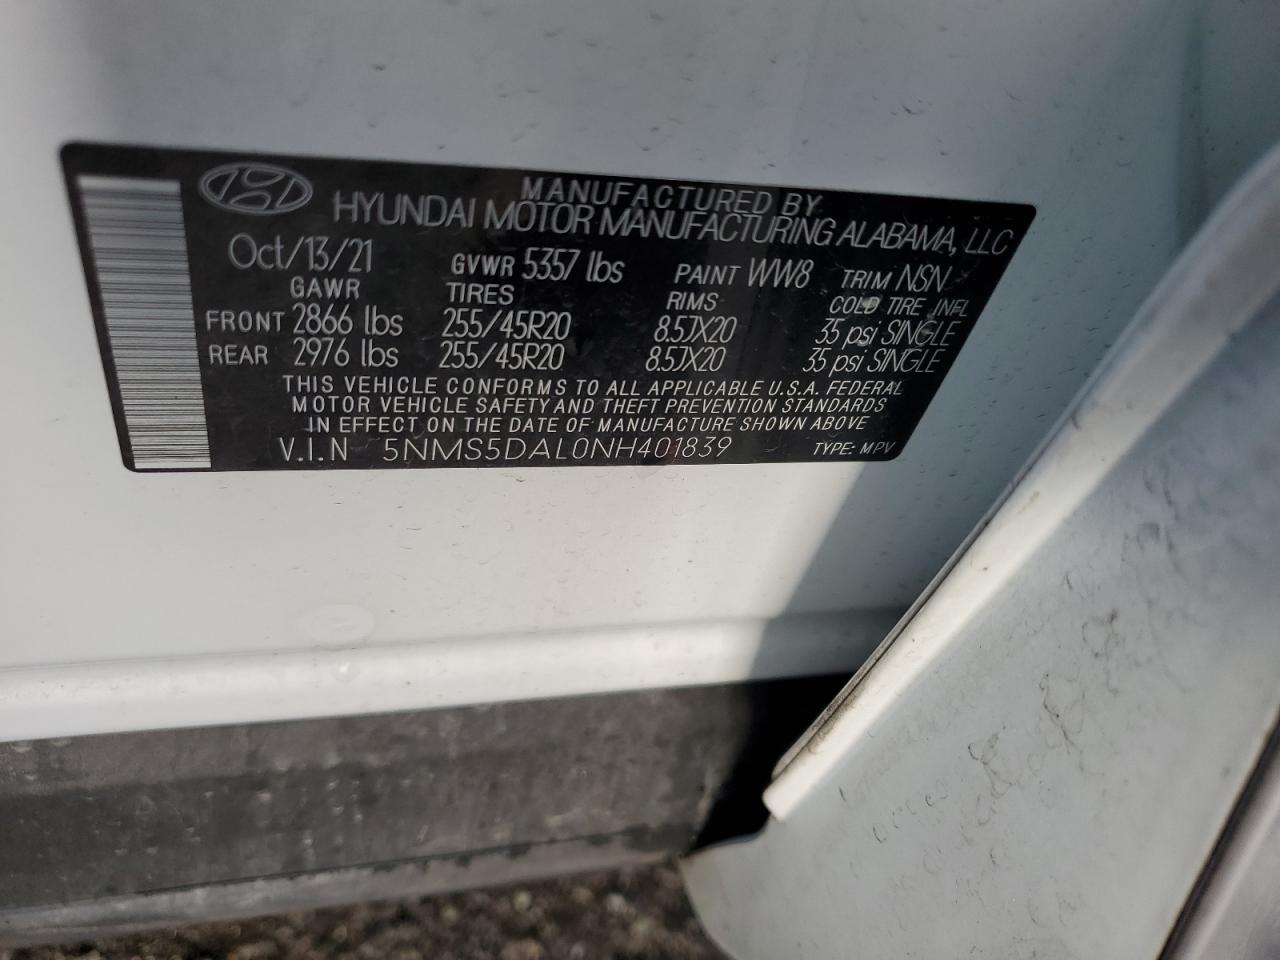 MANUFACTURED BY
HYUNDAI MOTOR MANUFACTURING ALABAMA, LLC
Oct/13/21 GVWR 5357 lbs PAINT WW8 TRIM NSN
GAWR TIRES RIMS COLD TIRE INFL
FRONT 2866 lbs 255/45R20 8.5JX20 35 psi SINGLE
REAR 2976 lbs 255/45R20 8.5JX20 35 psi SINGLE
THIS VEHICLE CONFORMS TO ALL APPLICABLE U.S.A. FEDERAL
MOTOR VEHICLE SAFETY AND THEFT PREVENTION STANDARDS
IN EFFECT ON THE DATE OF MANUFACTURE SHOWN ABOVE
V.I.N 5NMS5DAL0NH401839 TYPE: MPV